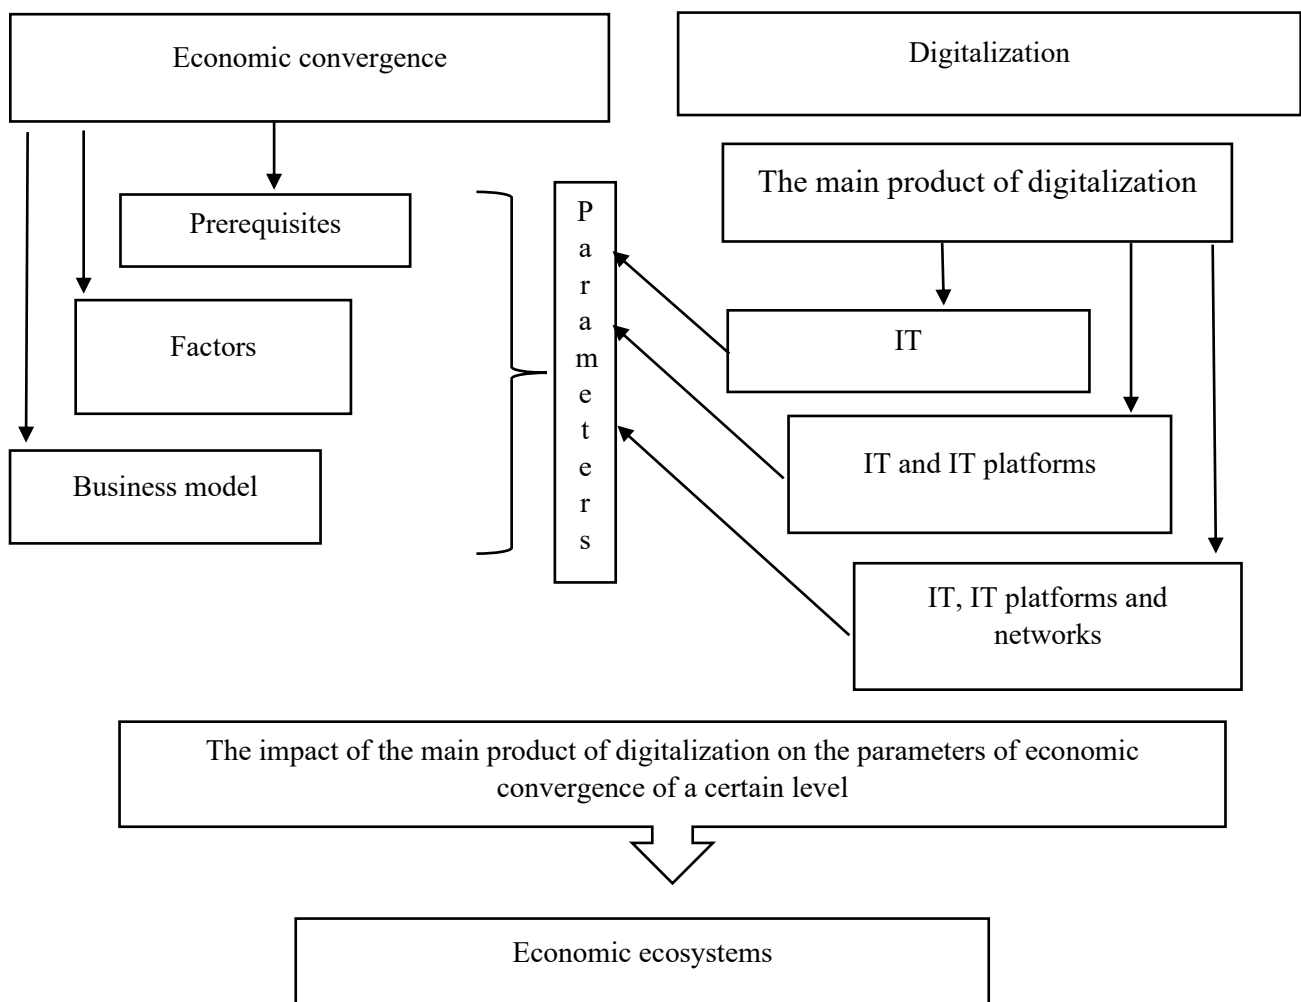 Economic convergence
Digitalization
The main product of digitalization
Prerequisites
Factors
Business model
P
a
r
a
m
e
t
e
r
s
IT
IT and IT platforms
IT, IT platforms and
networks
The impact of the main product of digitalization on the parameters of economic
convergence of a certain level
Economic ecosystems